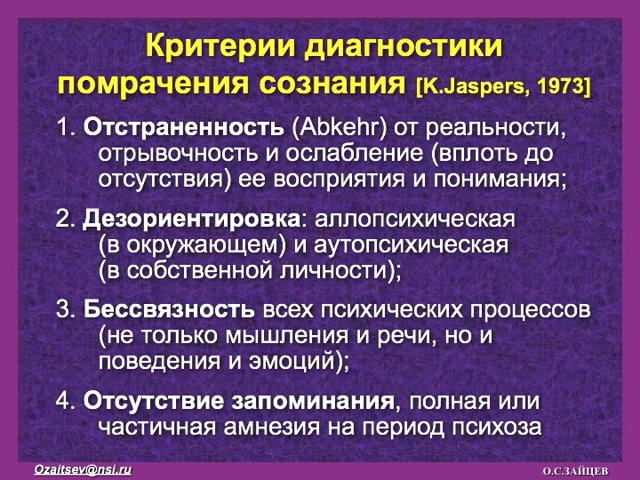 Критерии диагностики
помрачения сознания [K.Jaspers, 1973]
1. Отстраненность (Abkehr) от реальности,
отрывочность и ослабление (вплоть до
отсутствия) ее восприятия и понимания;
2. Дезориентировка: аллопсихическая
(в окружающем) и аутопсихическая
(в собственной личности);
3. Бессвязность всех психических процессов
(не только мышления и речи, но и
поведения и эмоций);
4. Отсутствие запоминания, полная или
частичная амнезия на период психоза
Ozaitsev@nsi.ru
О.С.ЗАЙЦЕВ